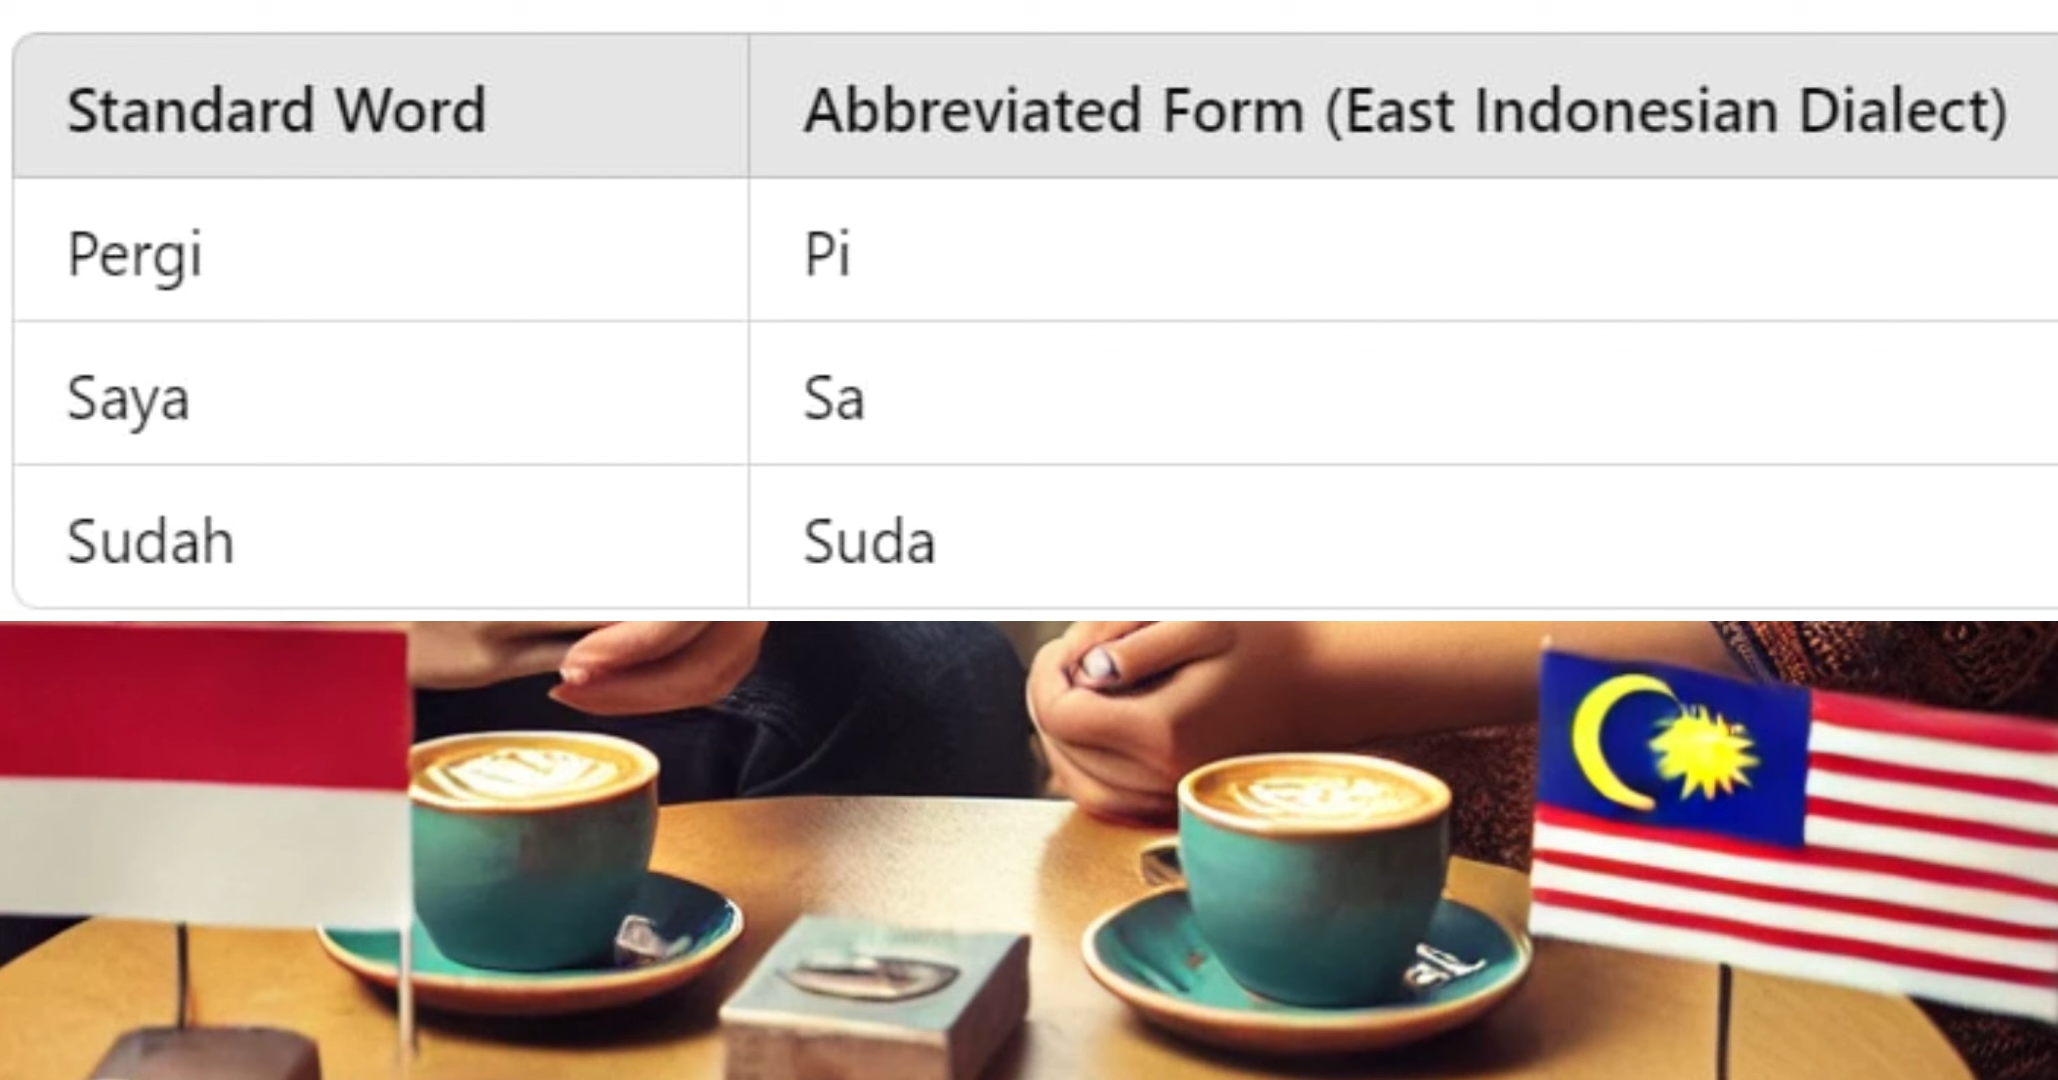 Standard Word Abbreviated Form (East Indonesian Dialect)
Pergi Pi
Saya Sa
Sudah Suda